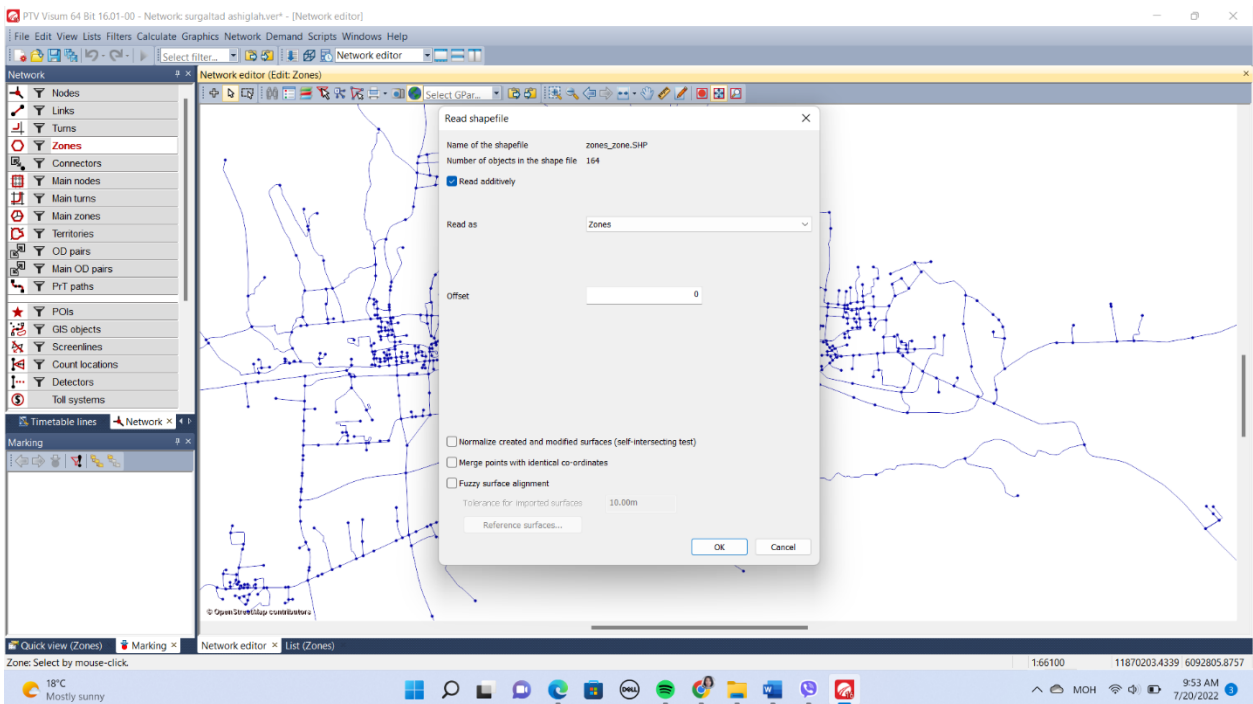 PTV Visum 64 Bit 16.01-00 - Network: surgaltad ashiglah.ver* - [Network editor]
File Edit View Lists Filters Calculate Graphics Network Demand Scripts Windows Help
Select filter... Network editor
Network
Nodes
Links
Turns
Zones
Connectors
Main nodes
Main turns
Main zones
Territories
OD pairs
Main OD pairs
PrT paths
POIs
GIS objects
Screenlines
Count locations
Detectors
Toll systems
Timetable lines Network
Marking
Quick view (Zones) Marking
Network editor (Edit: Zones)
Select GPar...
Read shapefile
Name of the shapefile zones_zone.SHP
Number of objects in the shape file 164
Read additively
Read as Zones
Offset 0
Normalize created and modified surfaces (self-intersecting test)
Merge points with identical co-ordinates
Fuzzy surface alignment
Tolerance for imported surfaces 10.00m
Reference surfaces...
OK Cancel
© OpenStreetMap contributors
Network editor List (Zones)
Zone: Select by mouse-click. 1:66100 11870203.4339 6092805.8757
18°C
Mostly sunny
DELL
МОН
9:53 AM
7/20/2022
3